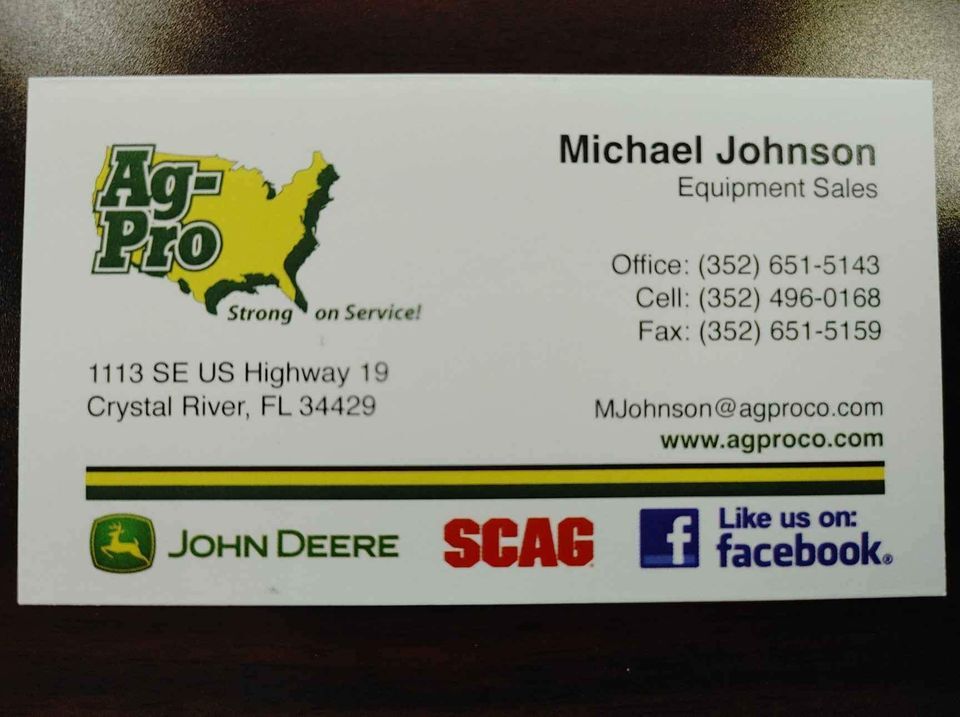 Ag-
Pro
Strong on Service!
1113 SE US Highway 19
Crystal River, FL 34429
Michael Johnson
Equipment Sales
Office: (352) 651-5143
Cell: (352) 496-0168
Fax: (352) 651-5159
MJohnson@agproco.com
www.agproco.com
JOHN DEERE
SCAG
f
Like us on:
facebook®